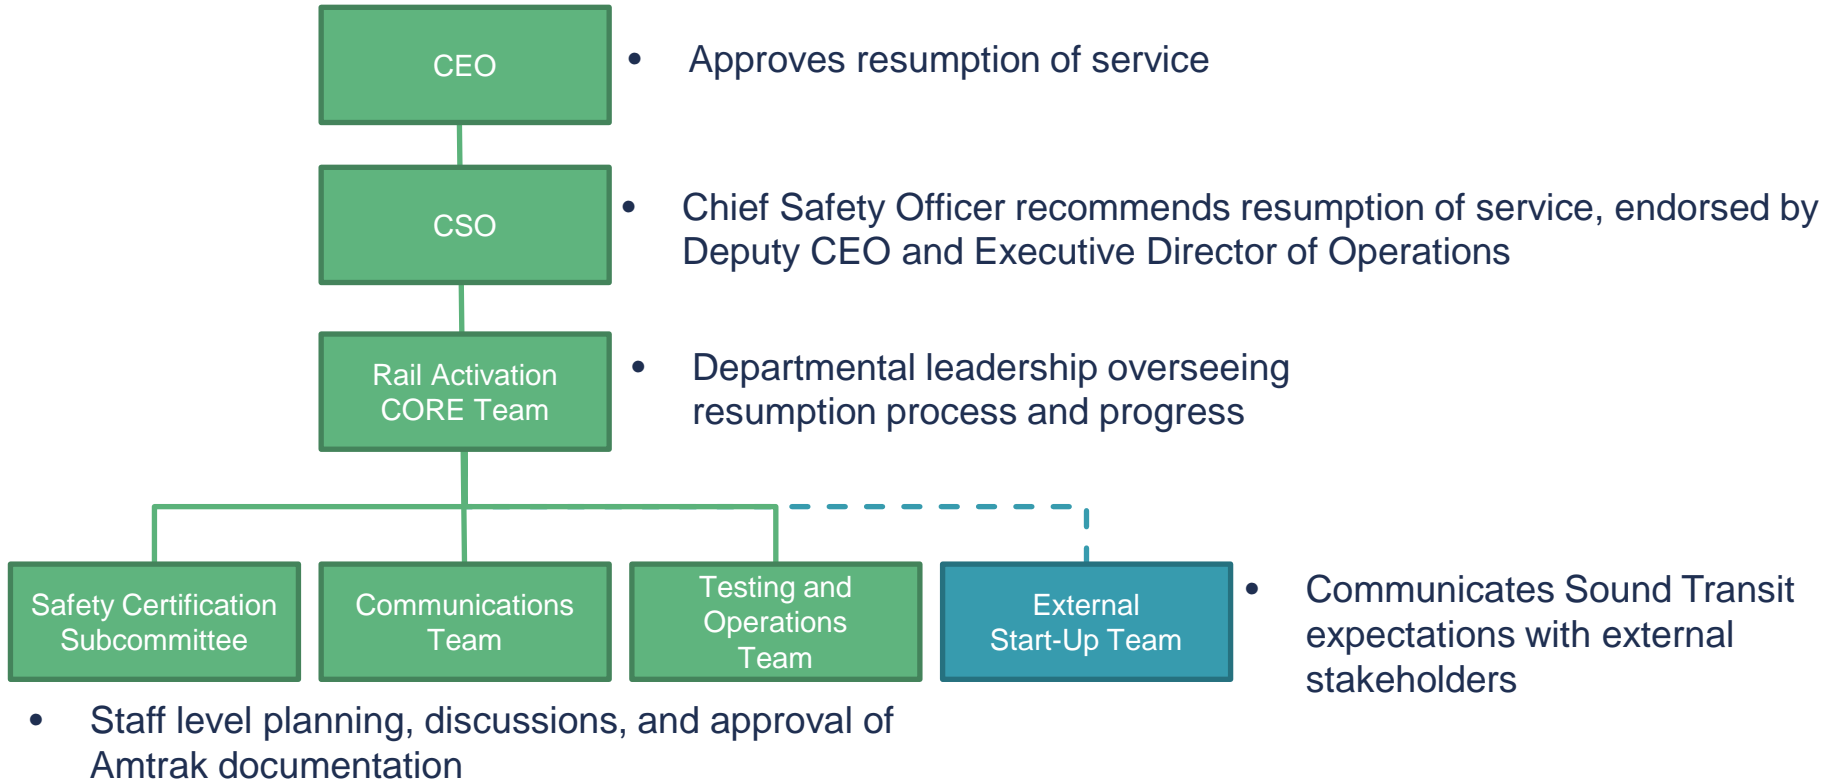 CEO
• Approves resumption of service
CSO
• Chief Safety Officer recommends resumption of service, endorsed by
Deputy CEO and Executive Director of Operations
Rail Activation
CORE Team
• Departmental leadership overseeing
resumption process and progress
Safety Certification
Subcommittee
Communications
Team
Testing and
Operations
Team
External
Start-Up Team
• Communicates Sound Transit
expectations with external
stakeholders
• Staff level planning, discussions, and approval of
Amtrak documentation